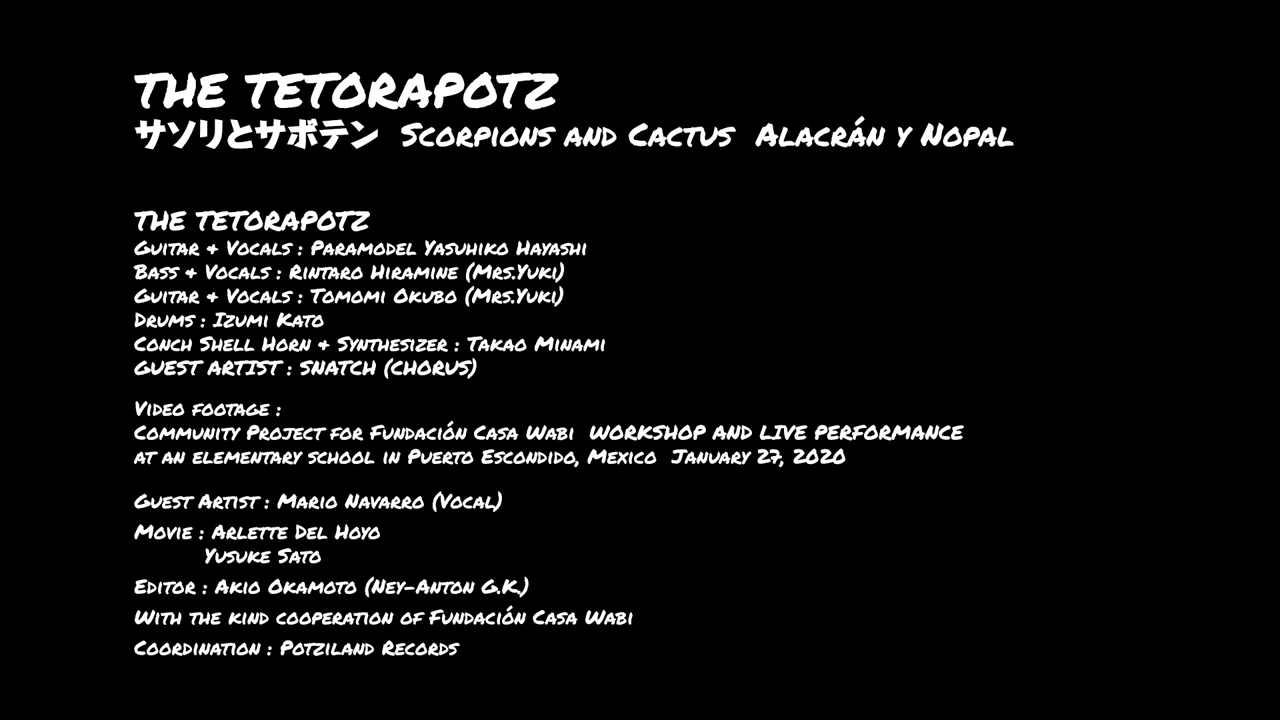 THE TETORAPOTZ
サソリとサボテン Scorpions and Cactus Alacrán y Nopal
THE TETORAPOTZ
Guitar & Vocals : Paramodel Yasuhiko Hayashi
Bass & Vocals : Rintaro Hiramine (Mrs.Yuki)
Guitar & Vocals : Tomomi Okubo (Mrs.Yuki)
Drums : Izumi Kato
Conch Shell Horn & Synthesizer : Takao Minami
GUEST ARTIST : SNATCH (CHORUS)
Video footage :
Community Project for Fundación Casa Wabi WORKSHOP AND LIVE PERFORMANCE
at an elementary school in Puerto Escondido, Mexico January 27, 2020
Guest Artist : Mario Navarro (Vocal)
Movie : Arlette Del Hoyo
Yusuke Sato
Editor : Akio Okamoto (Ney-Anton G.K.)
With the kind cooperation of Fundación Casa Wabi
Coordination : Potziland Records